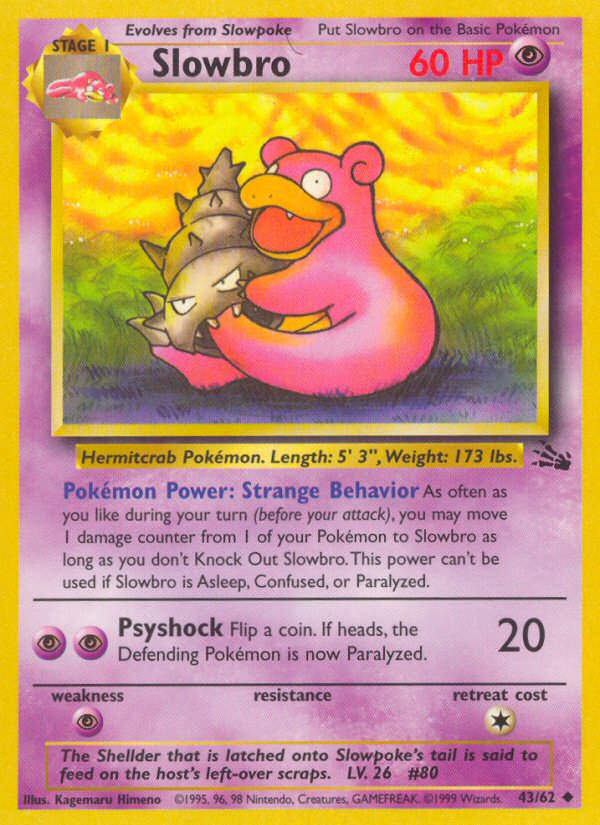 Evolves from Slowpoke Put Slowbro on the Basic Pokémon
STAGE 1
Slowbro 60 HP
Hermitcrab Pokémon. Length: 5' 3", Weight: 173 lbs.
Pokémon Power: Strange Behavior As often as
you like during your turn (before your attack), you may move
1 damage counter from 1 of your Pokémon to Slowbro as
long as you don't Knock Out Slowbro. This power can't be
used if Slowbro is Asleep, Confused, or Paralyzed.
Psyshock Flip a coin. If heads, the
Defending Pokémon is now Paralyzed.
20
weakness resistance retreat cost
The Shellder that is latched onto Slowpoke's tail is said to
feed on the host's left-over scraps. LV. 26 #80
Illus. Kagemaru Himeno ©1995, 96, 98 Nintendo, Creatures, GAMEFREAK. ©1999 Wizards. 43/62